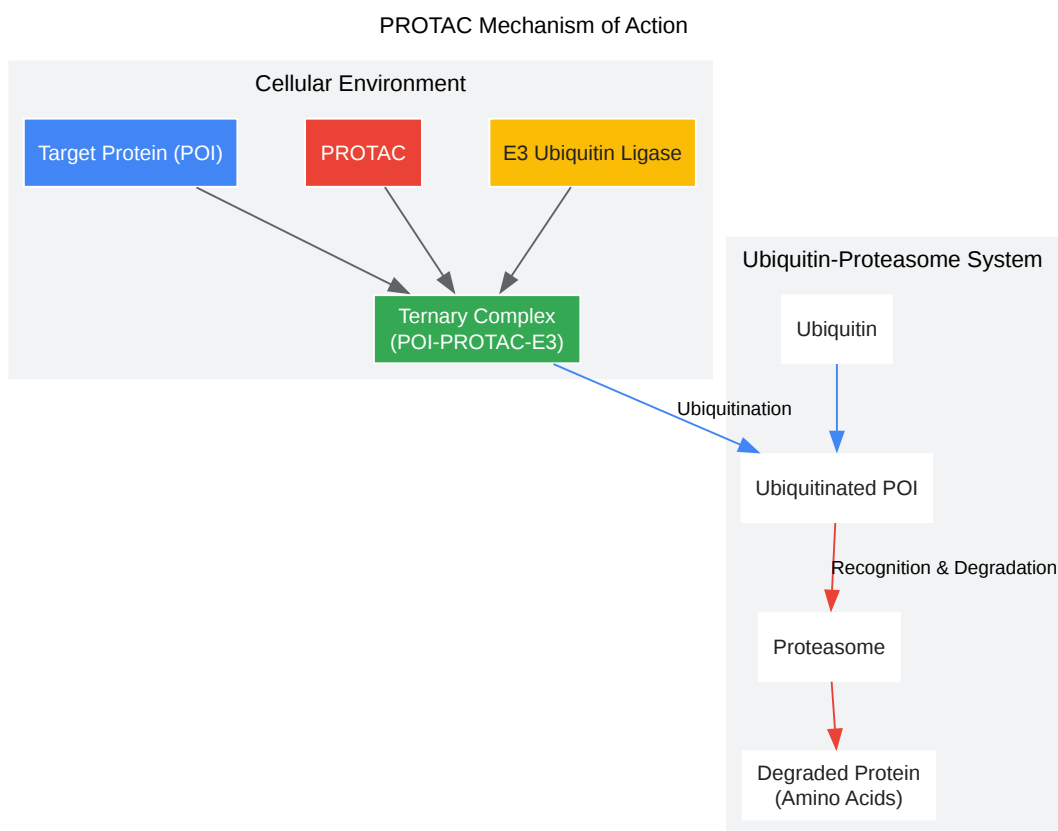 PROTAC Mechanism of Action
Cellular Environment
Target Protein (POI)
PROTAC
E3 Ubiquitin Ligase
Ternary Complex
(POI-PROTAC-E3)
Ubiquitin-Proteasome System
Ubiquitin
Ubiquitination
Ubiquitinated POI
Recognition & Degradation
Proteasome
Degraded Protein
(Amino Acids)